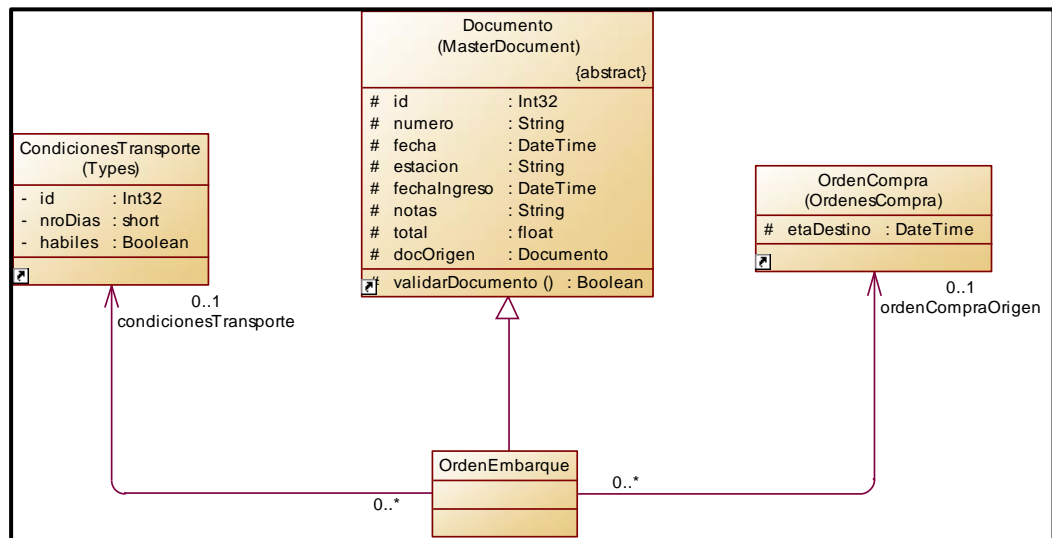 Documento
(MasterDocument)
{abstract}
# id : Int32
# numero : String
# fecha : DateTime
# estacion : String
# fechaIngreso : DateTime
# notas : String
# total : float
# docOrigen : Documento
# validarDocumento () : Boolean
CondicionesTransporte
(Types)
- id : Int32
- nroDias : short
- habiles : Boolean
OrdenCompra
(OrdenesCompra)
# etaDestino : DateTime
0..1
condicionesTransporte
0..1
ordenCompraOrigen
OrdenEmbarque
0..*
0..*